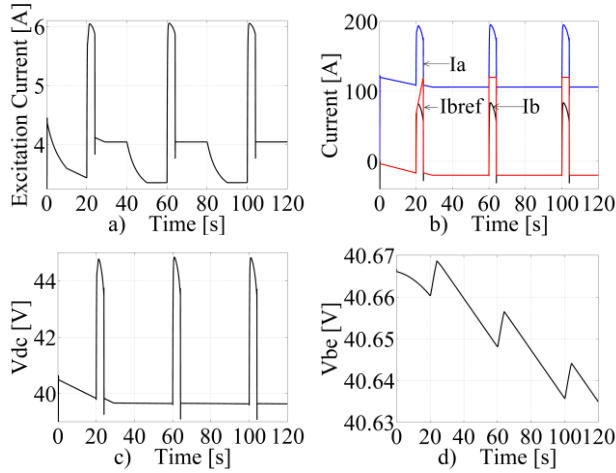 Excitation Current [A]
6
5
4
0 20 40 60 80 100 120
a) Time [s]
Current [A]
200
100
0
Ia
Ibref
Ib
0 20 40 60 80 100 120
b) Time [s]
Vdc [V]
44
42
40
0 20 40 60 80 100 120
c) Time [s]
Vbe [V]
40.67
40.66
40.65
40.64
40.63
0 20 40 60 80 100 120
d) Time [s]